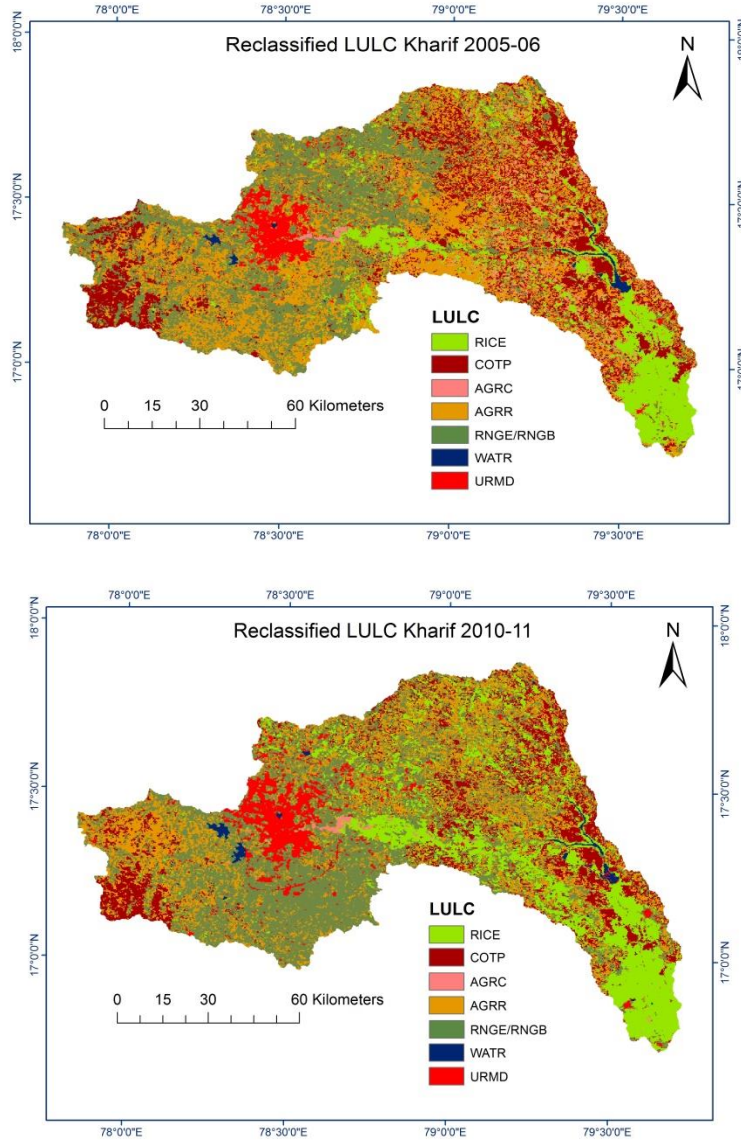 78°0'0"E 78°30'0"E 79°0'0"E 79°30'0"E
18°0'0"N
Reclassified LULC Kharif 2005-06
N
17°30'0"N
LULC
RICE
COTP
17°0'0"N
AGRC
AGRR
0 15 30 60 Kilometers
RNGE/RNGB
WATR
URMD
78°0'0"E 78°30'0"E 79°0'0"E 79°30'0"E
78°0'0"E 78°30'0"E 79°0'0"E 79°30'0"E
18°0'0"N 18°0'0"N
Reclassified LULC Kharif 2010-11
N
17°30'0"N 17°30'0"N
LULC
RICE
17°0'0"N 17°0'0"N
COTP
AGRC
0 15 30 60 Kilometers
AGRR
RNGE/RNGB
WATR
URMD
78°0'0"E 78°30'0"E 79°0'0"E 79°30'0"E